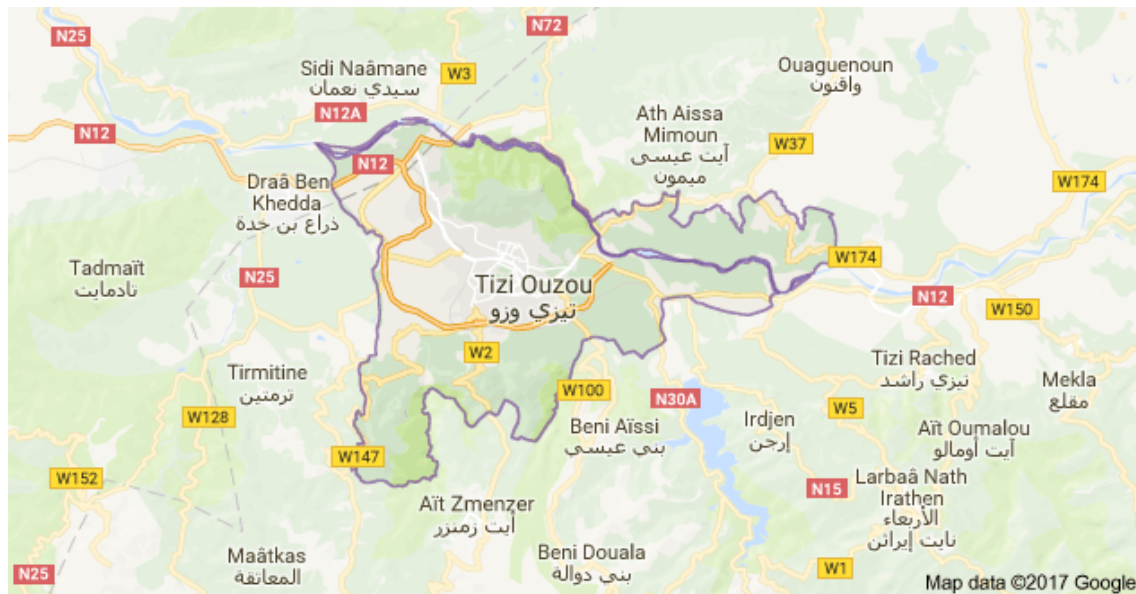 N25
N72
Sidi Naâmane
سيدي نعمان
W3
Ouaguenoun
واقنون
N12A
Ath Aissa
Mimoun
آيت عيسى
ميمون
N12
W37
N12
Draâ Ben
Khedda
ذراع بن خدة
W174
W174
Tadmaït
تادمايت
N25
Tizi Ouzou
تيزي وزو
N12
W150
W2
Tizi Rached
تيزي راشد
Tirmitine
ترمتين
W100
N30A
Mekla
مقلع
W128
W5
Irdjen
إرجن
Beni Aïssi
بني عيسي
Aït Oumalou
آيت أومالو
W147
W152
Larbaâ Nath
Irathen
الأربعاء
نايت إيراثن
N15
Aït Zmenzer
أيت زمنزر
Maâtkas
المعاتقة
Beni Douala
بني دوالة
N25
W1
Map data ©2017 Google